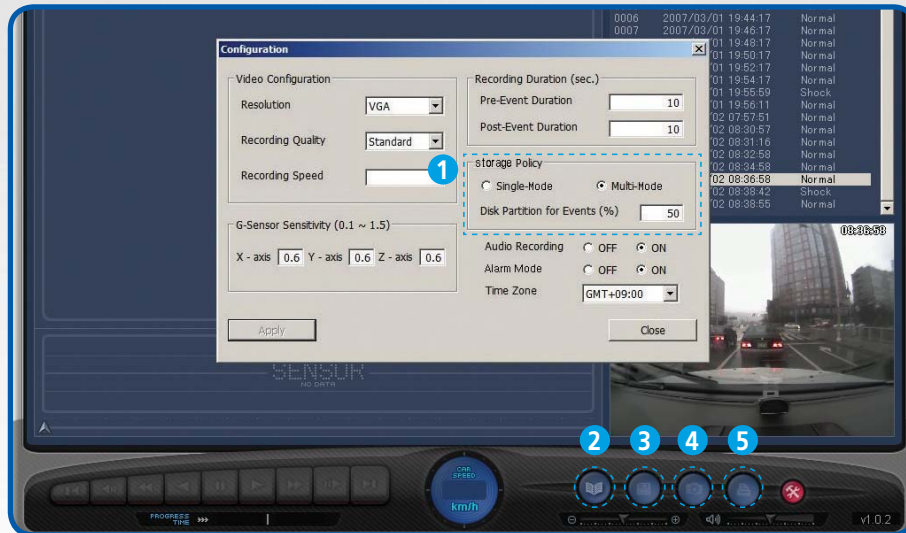 0006 2007/03/01 19:44:17 Normal
0007 2007/03/01 19:46:17 Normal
01 19:48:17 Normal
01 19:50:17 Normal
01 19:52:17 Normal
01 19:54:17 Normal
01 19:55:59 Shock
01 19:56:11 Normal
02 07:57:51 Normal
02 08:30:57 Normal
02 08:31:16 Normal
02 08:32:58 Normal
02 08:34:58 Normal
02 08:36:58 Normal
02 08:38:42 Shock
02 08:38:55 Normal
Configuration
Video Configuration
Resolution VGA
Recording Quality Standard
Recording Speed
G-Sensor Sensitivity (0.1 ~ 1.5)
X - axis 0.6 Y - axis 0.6 Z - axis 0.6
Recording Duration (sec.)
Pre-Event Duration 10
Post-Event Duration 10
1
storage Policy
Single-Mode Multi-Mode
Disk Partition for Events (%) 50
Audio Recording OFF ON
Alarm Mode OFF ON
Time Zone GMT+09:00
Apply Close
08:36:58
SENSOR
NO DATA
2 3 4 5
CAR
SPEED
km/h
PROGRESS
TIME
v1.0.2